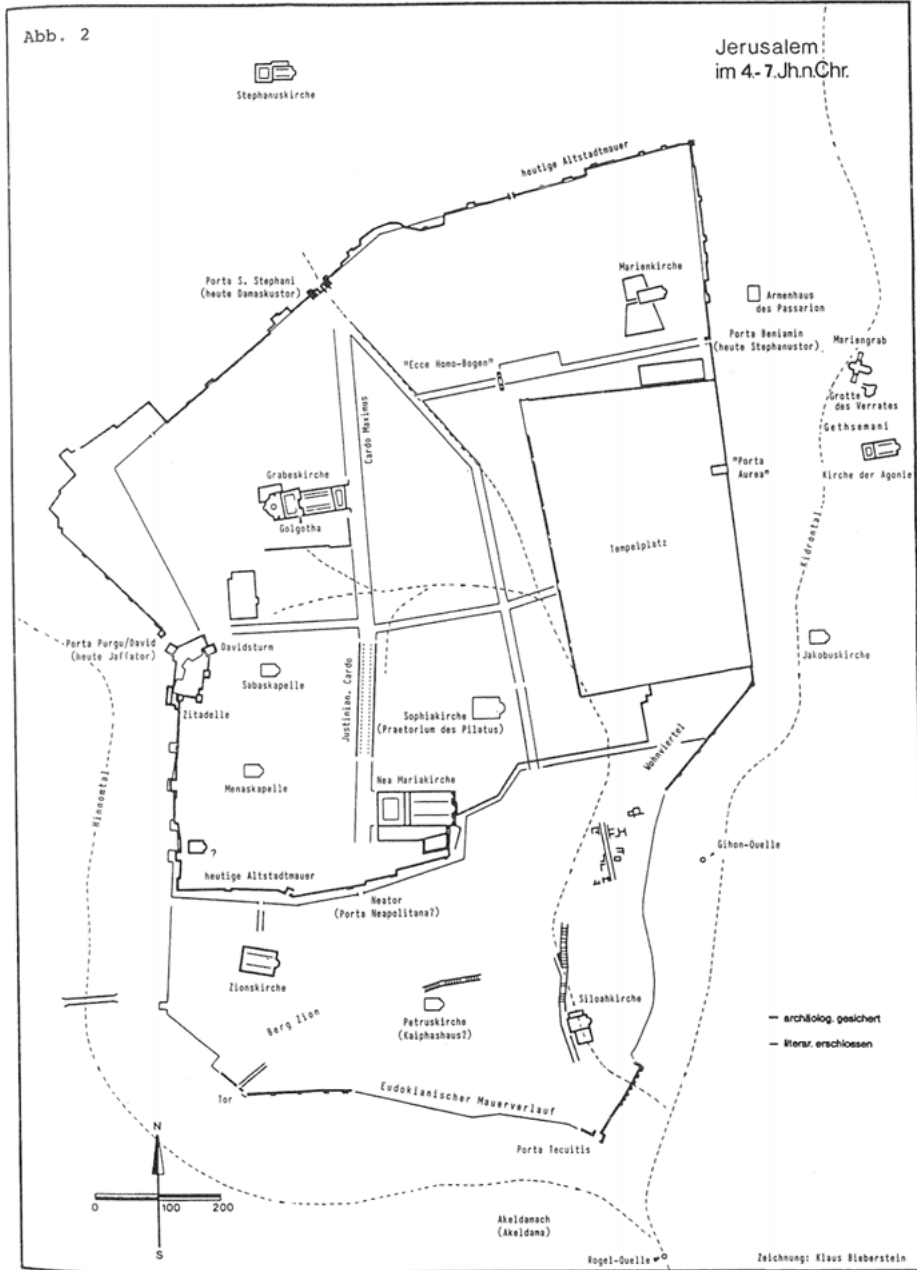 Abb. 2
Jerusalem
im 4.- 7.Jh.n.Chr.
Stephanuskirche
heutige Altstadtmauer
Porta S. Stephani
(heute Damaskustor)
Marienkirche
Armenhaus
des Passarion
Porta Beniamin
(heute Stephanustor)
Mariengrab
"Ecce Homo-Bogen"
Grotte
des Verrates
Gethsemani
Cardo Maximus
Kirche der Agonie
"Porta
Aurea"
Grabeskirche
Golgotha
Tempelplatz
Kidrontal
Porta Purgu/David
(heute Jaffator)
Davidsturm
Jakobuskirche
Sabaskapelle
Zitadelle
Justinian. Cardo
Sophiakirche
(Praetorium des Pilatus)
Wohnviertel
Hinnomtal
Menaskapelle
Nea Mariakirche
?
Gihon-Quelle
heutige Altstadtmauer
Neator
(Porta Neapolitana?)
Zionskirche
Berg Zion
Petruskirche
(Kaiphashaus?)
Siloahkirche
— archäolog. gesichert
— literar. erschlossen
Tor
Eudokianischer Mauerverlauf
Porta Tecuitis
N
0 100 200
S
Akeldamach
(Akeldama)
Rogel-Quelle
Zeichnung: Klaus Bieberstein